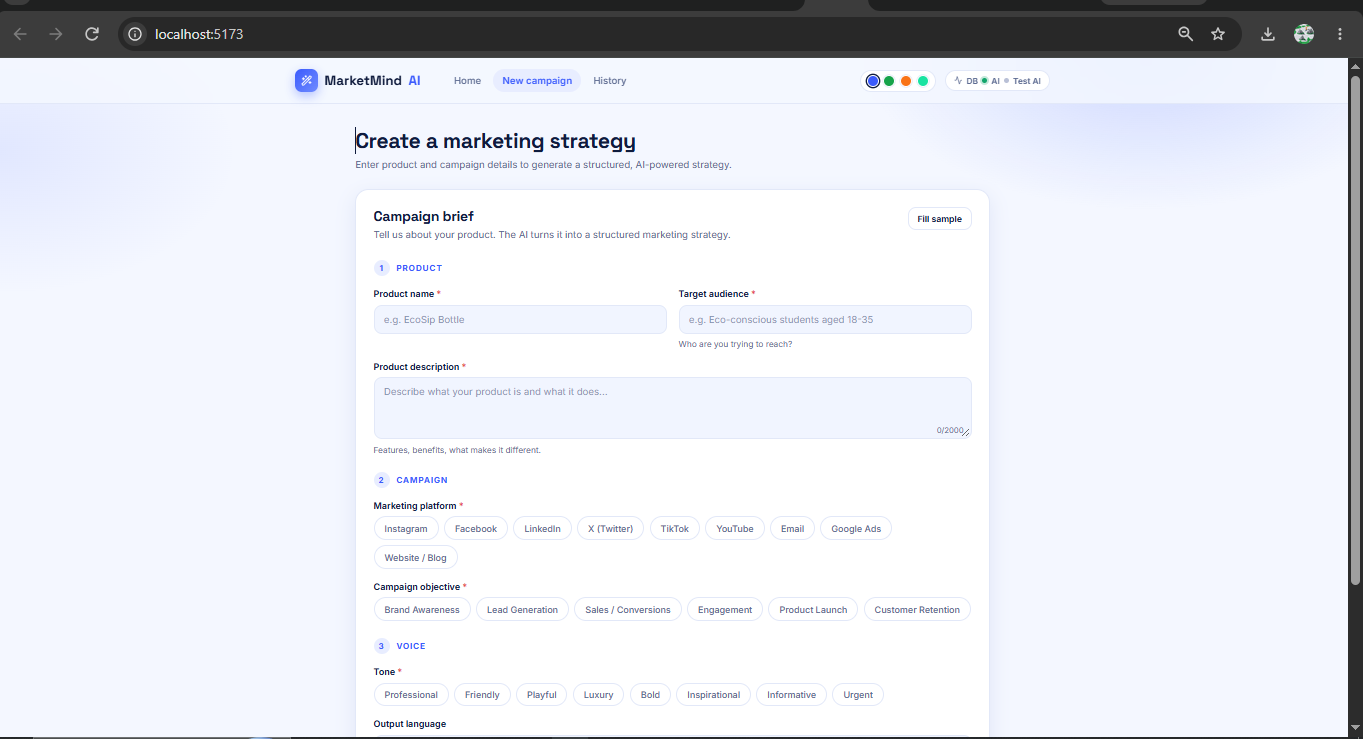 localhost:5173
MarketMind AI Home New campaign History DB AI Test AI
Create a marketing strategy
Enter product and campaign details to generate a structured, AI-powered strategy.
Campaign brief
Fill sample
Tell us about your product. The AI turns it into a structured marketing strategy.
1 PRODUCT
Product name * Target audience *
e.g. EcoSip Bottle e.g. Eco-conscious students aged 18-35
Who are you trying to reach?
Product description *
Describe what your product is and what it does...
0/2000
Features, benefits, what makes it different.
2 CAMPAIGN
Marketing platform *
Instagram Facebook LinkedIn X (Twitter) TikTok YouTube Email Google Ads
Website / Blog
Campaign objective *
Brand Awareness Lead Generation Sales / Conversions Engagement Product Launch Customer Retention
3 VOICE
Tone *
Professional Friendly Playful Luxury Bold Inspirational Informative Urgent
Output language